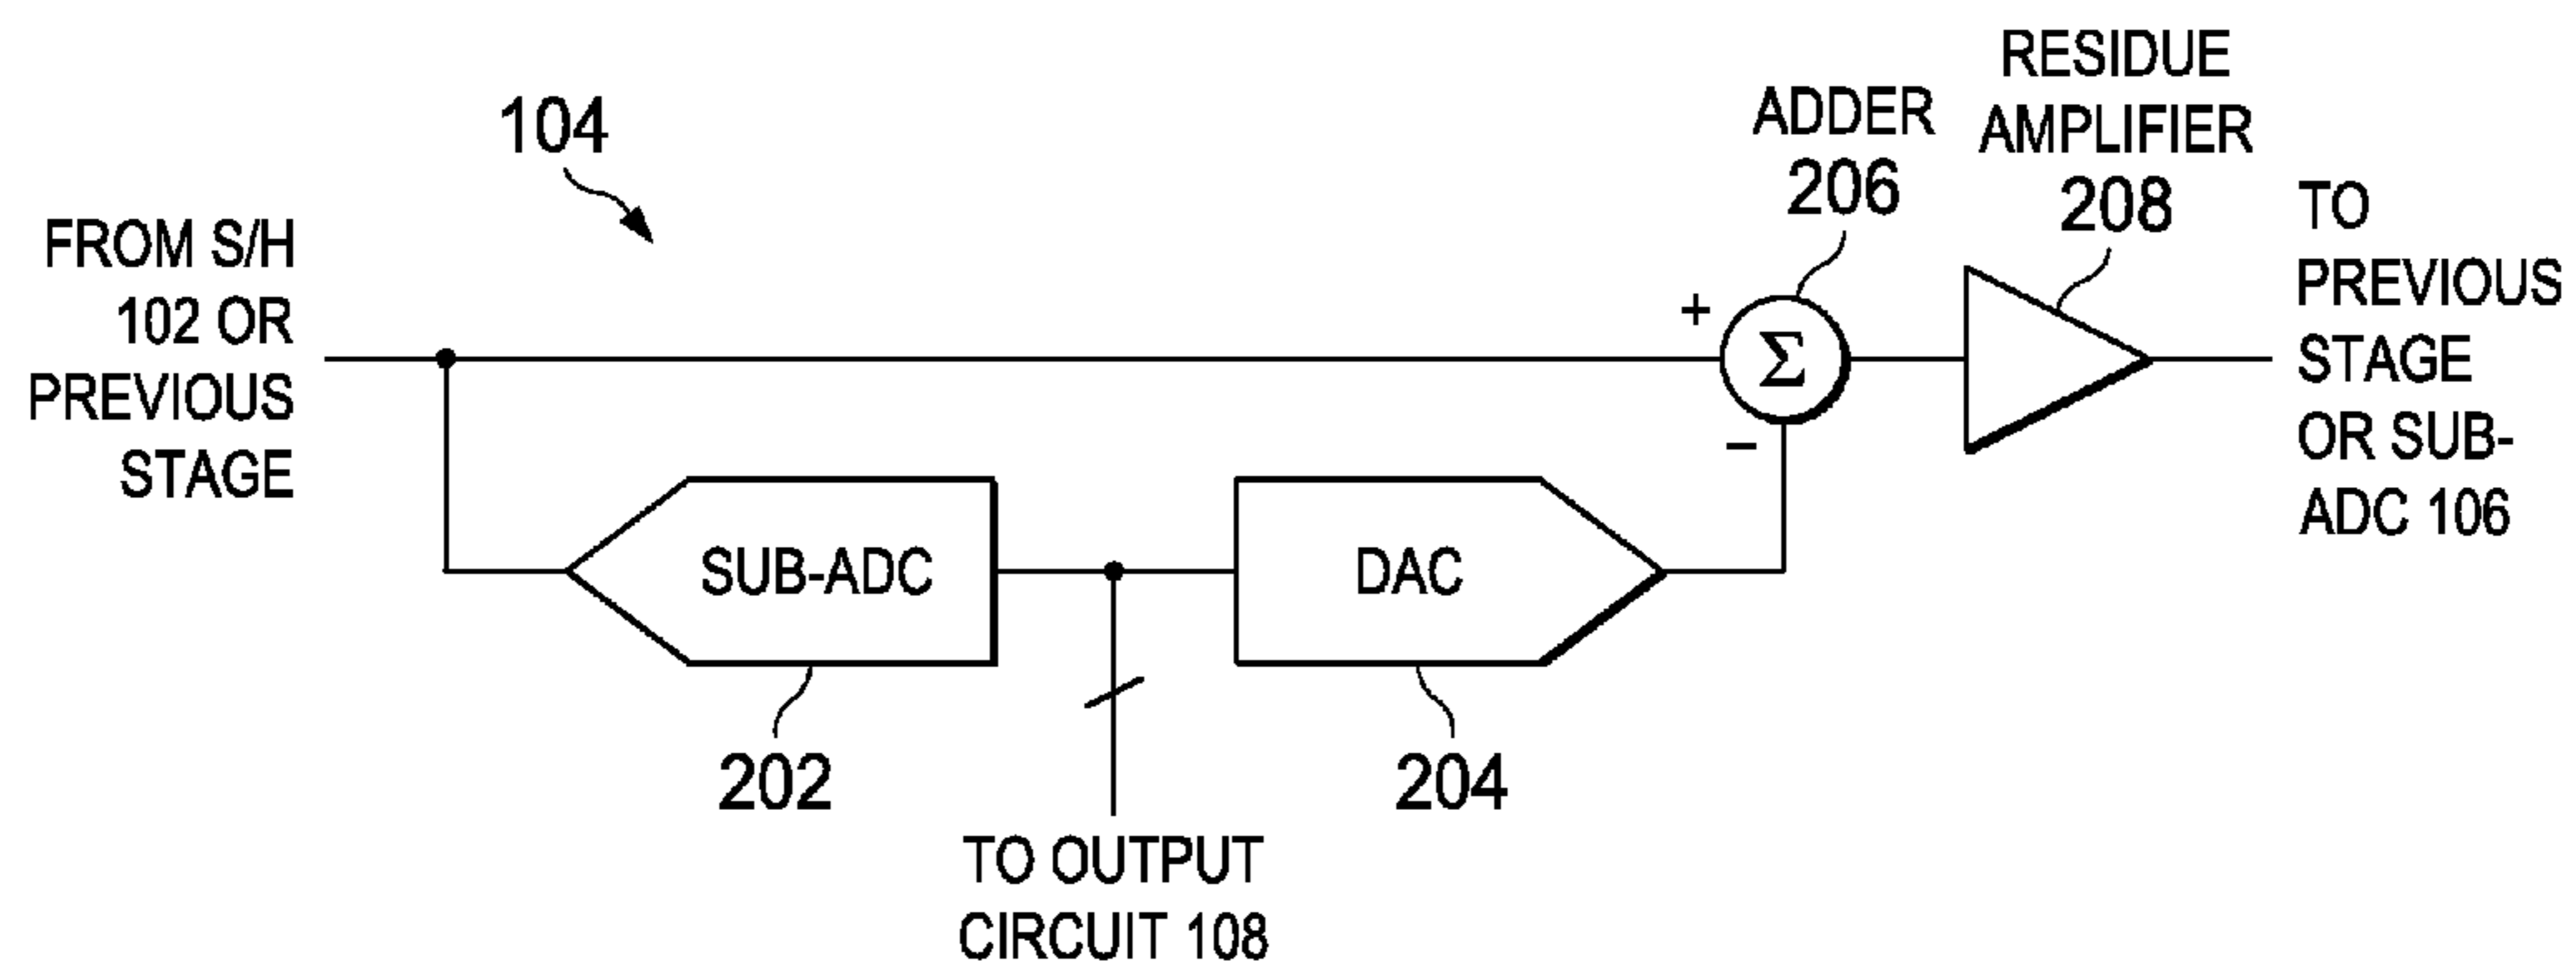 104
FROM S/H
102 OR
PREVIOUS
STAGE
ADDER
206
RESIDUE
AMPLIFIER
208
TO
PREVIOUS
STAGE
OR SUB-
ADC 106
+
Σ
−
SUB-ADC
DAC
202
204
TO OUTPUT
CIRCUIT 108